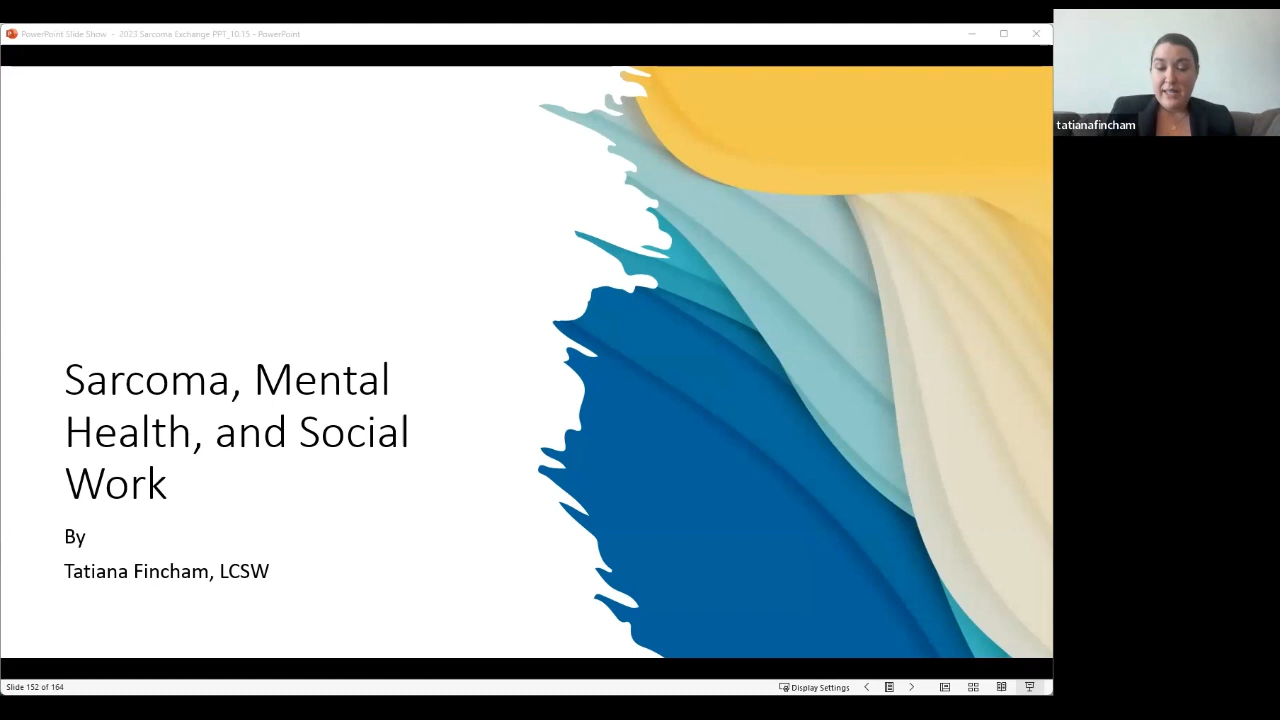 PowerPoint Slide Show - 2023 Sarcoma Exchange PPT_10.15 - PowerPoint
tatianafincham
Sarcoma, Mental
Health, and Social
Work
By
Tatiana Fincham, LCSW
Slide 152 of 164
Display Settings